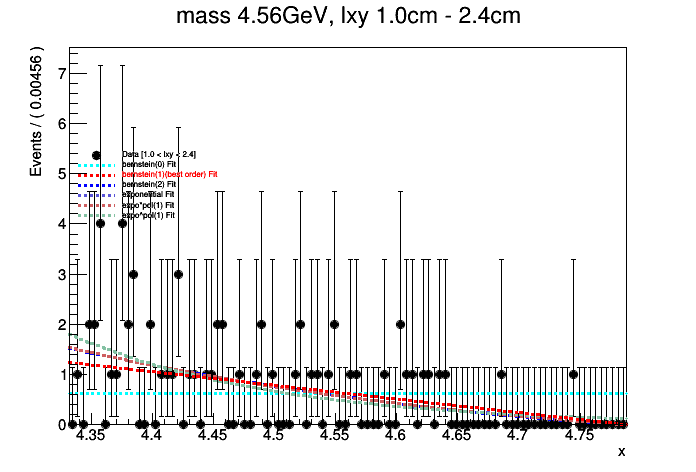 mass 4.56GeV, lxy 1.0cm - 2.4cm
Events / ( 0.00456 )
7
6
5
4
3
2
1
0
Data [1.0 < lxy < 2.4]
bernstein(0) Fit
bernstein(1)(best order) Fit
bernstein(2) Fit
exponential Fit
expo*pol(1) Fit
expo*pol(1) Fit
4.35 4.4 4.45 4.5 4.55 4.6 4.65 4.7 4.75
x